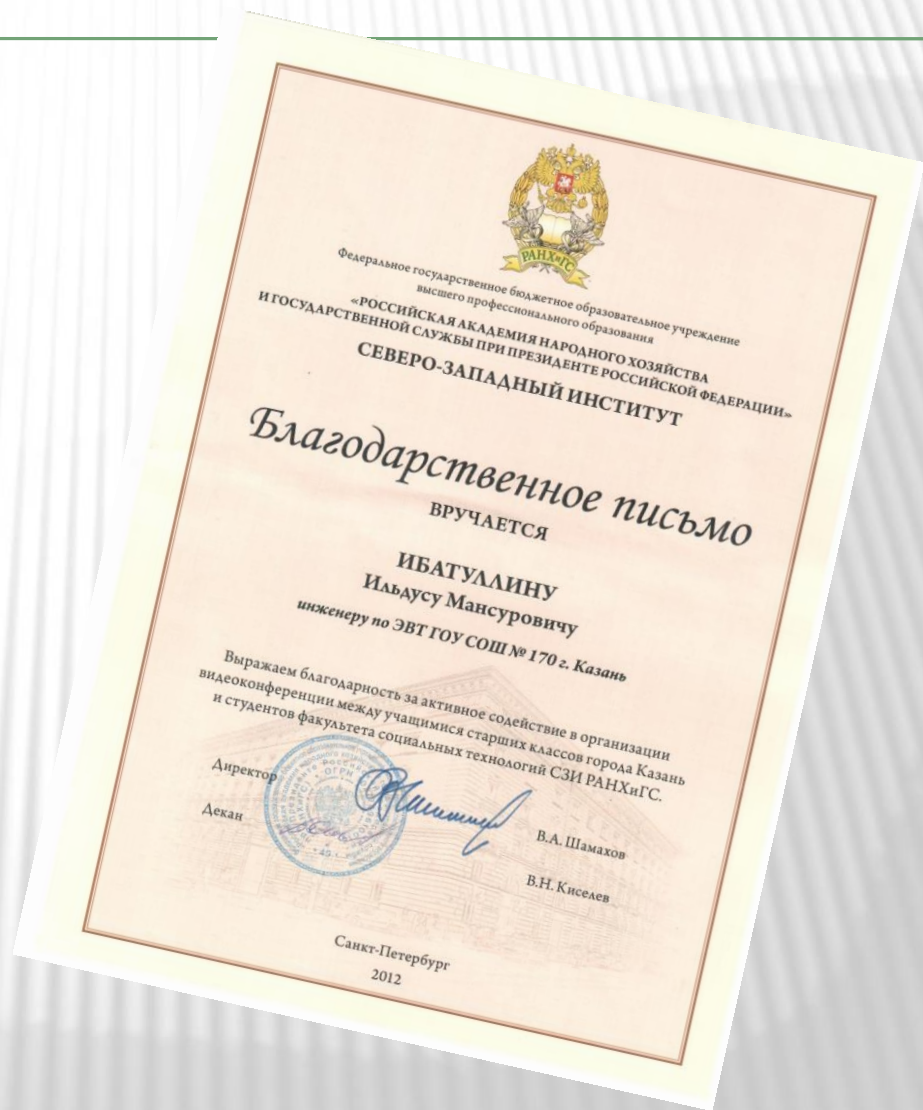 РАНХиГС
Федеральное государственное бюджетное образовательное учреждение
высшего профессионального образования
«РОССИЙСКАЯ АКАДЕМИЯ НАРОДНОГО ХОЗЯЙСТВА
И ГОСУДАРСТВЕННОЙ СЛУЖБЫ ПРИ ПРЕЗИДЕНТЕ РОССИЙСКОЙ ФЕДЕРАЦИИ»
СЕВЕРО-ЗАПАДНЫЙ ИНСТИТУТ
Благодарственное письмо
ВРУЧАЕТСЯ
ИБАТУЛЛИНУ
Ильдусу Мансуровичу
инженеру по ЭВТ ГОУ СОШ № 170 г. Казань
Выражаем благодарность за активное содействие в организации
видеоконференции между учащимися старших классов города Казань
и студентов факультета социальных технологий СЗИ РАНХиГС.
Директор
В.А. Шамахов
Декан
В.Н. Киселев
Санкт-Петербург
2012